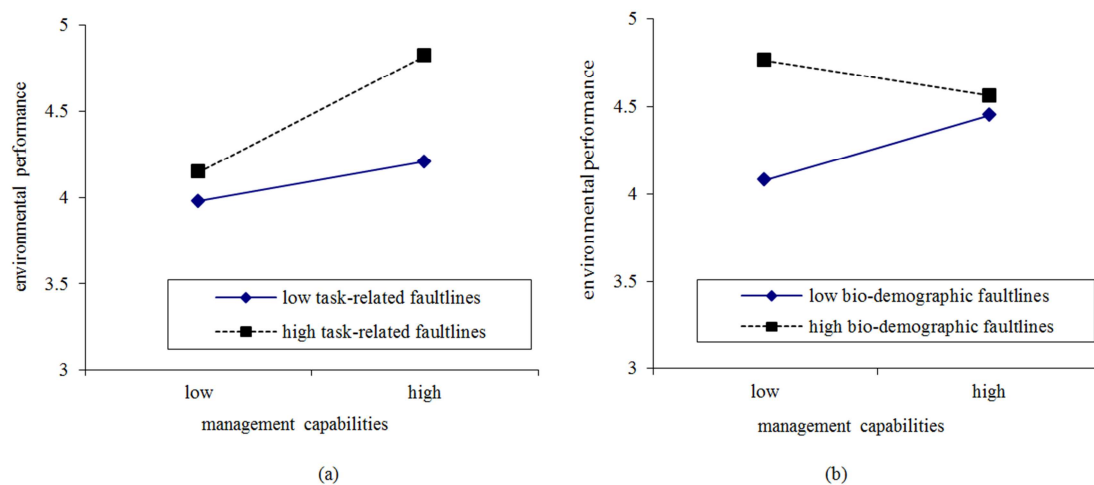 5
4.5
4
3.5
3
environmental performance
low task-related faultlines
high task-related faultlines
low
high
management capabilities
(a)
5
4.5
4
3.5
3
environmental performance
low bio-demographic faultlines
high bio-demographic faultlines
low
high
management capabilities
(b)